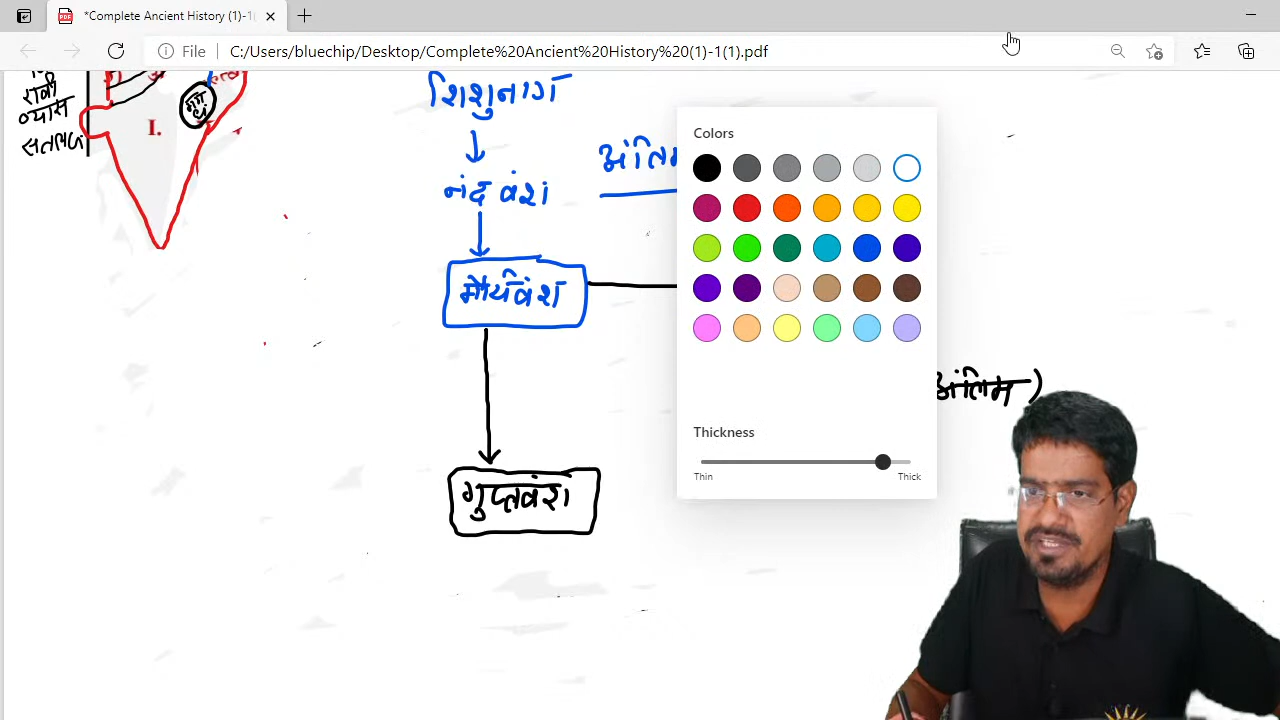 *Complete Ancient History (1)-1(
File
C:/Users/bluechip/Desktop/Complete%20Ancient%20History%20(1)-1(1).pdf
रावी
व्यास
सतलज
I.
शिशुनाग
नंद वंश
मौर्यवंश
गुप्तवंश
अंतिम)
Colors
Thickness
Thin
Thick